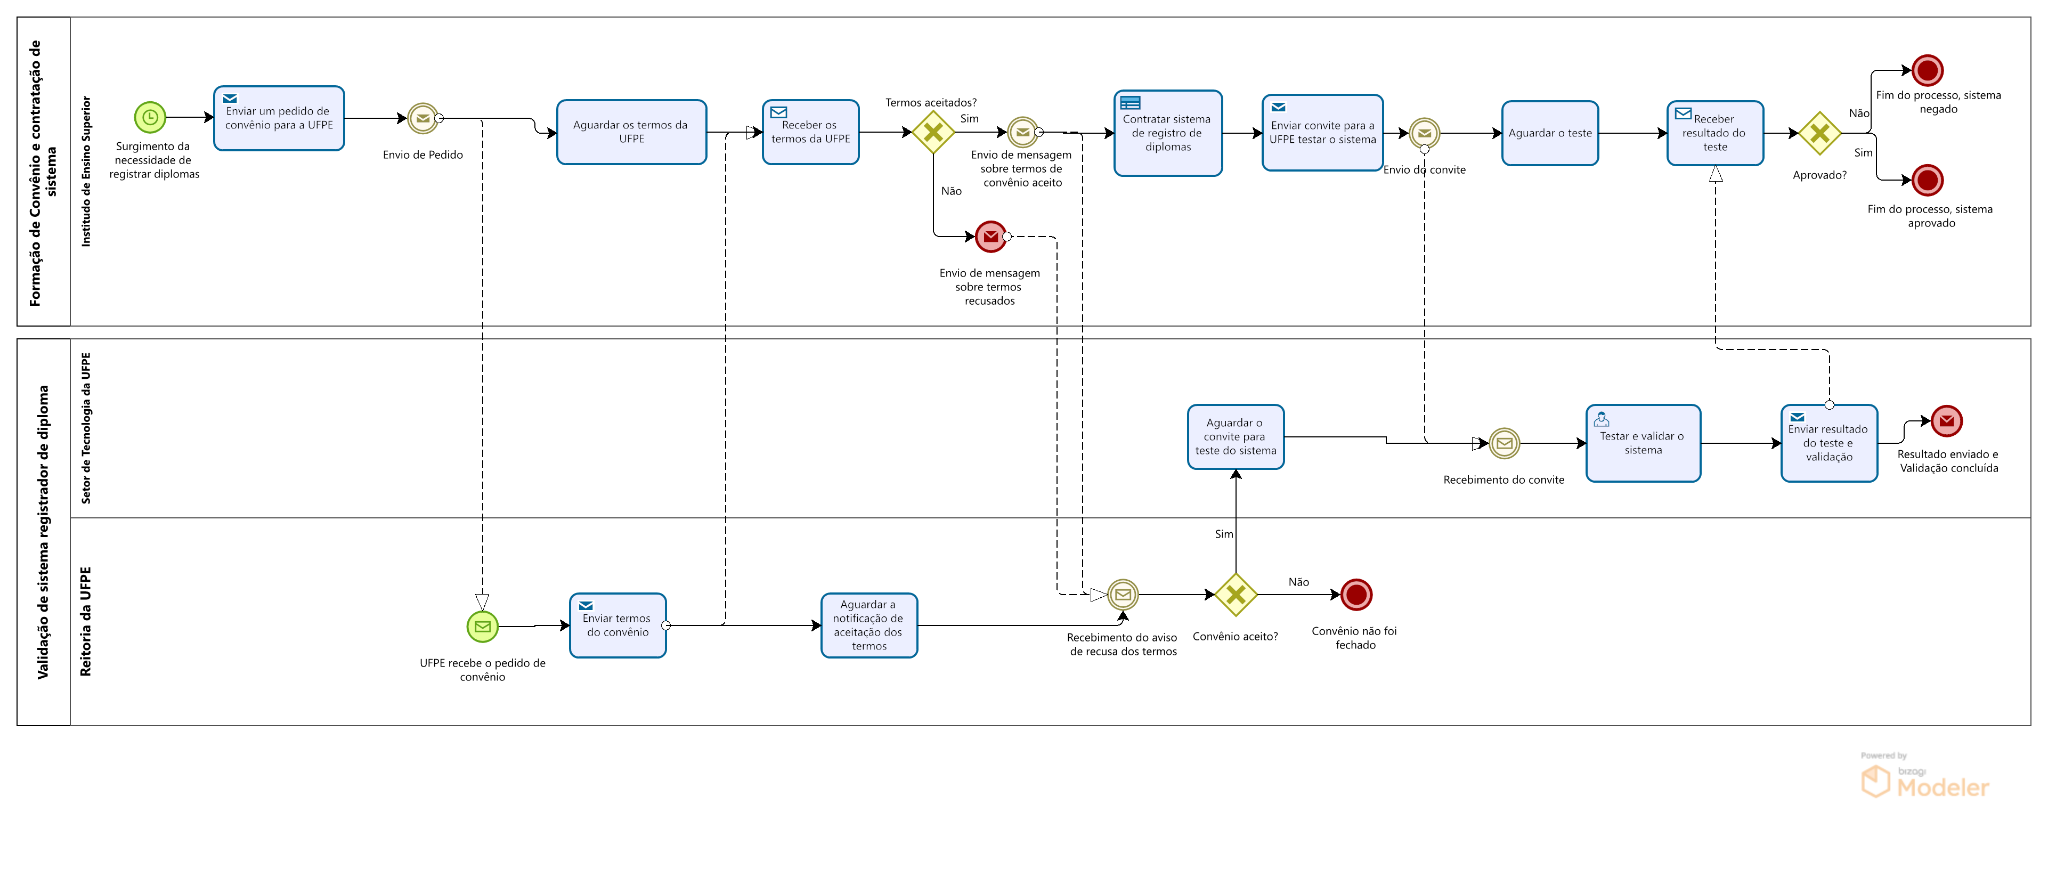 Formação de Convênio e contratação de
sistema
Institudo de Ensino Superior
Surgimento da
necessidade de
registrar diplomas
Enviar um pedido de
convênio para a UFPE
Envio de Pedido
Aguardar os termos da
UFPE
Receber os
termos da UFPE
Termos aceitados?
Sim
Não
Envio de mensagem
sobre termos de
convênio aceito
Envio de mensagem
sobre termos
recusados
Contratar sistema
de registro de
diplomas
Enviar convite para a
UFPE testar o sistema
Envio do convite
Aguardar o teste
Receber
resultado do
teste
Aprovado?
Não
Sim
Fim do processo, sistema
negado
Fim do processo, sistema
aprovado
Validação de sistema registrador de diploma
Setor de Tecnologia da UFPE
Aguardar o
convite para
teste do sistema
Recebimento do convite
Testar e validar o
sistema
Enviar resultado
do teste e
validação
Resultado enviado e
Validação concluída
Reitoria da UFPE
UFPE recebe o pedido de
convênio
Enviar termos
do convênio
Aguardar a
notificação de
aceitação dos
termos
Recebimento do aviso
de recusa dos termos
Sim
Convênio aceito?
Não
Convênio não foi
fechado
Powered by
bizagi
Modeler